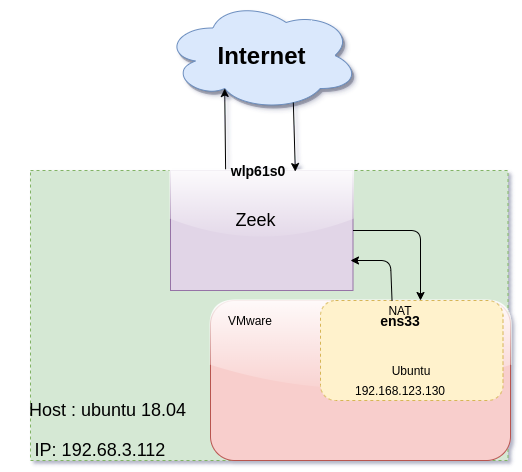 Internet
wlp61s0
Zeek
NAT
VMware
ens33
Ubuntu
192.168.123.130
Host : ubuntu 18.04
IP: 192.68.3.112